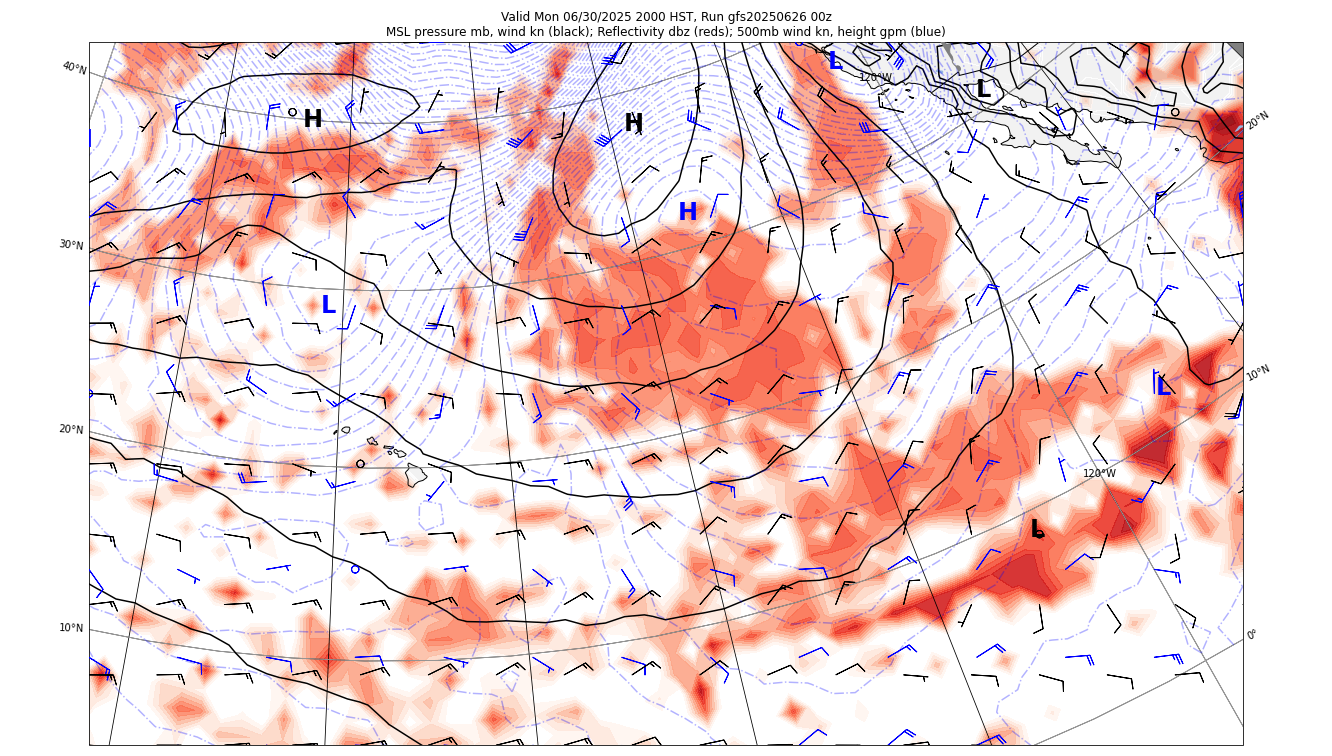 Valid Mon 06/30/2025 2000 HST, Run gfs20250626 00z
MSL pressure mb, wind kn (black); Reflectivity dbz (reds); 500mb wind kn, height gpm (blue)
L
40°N
120°W
L
H
H
20°N
H
30°N
L
10°N
L
20°N
120°W
L
10°N
0°